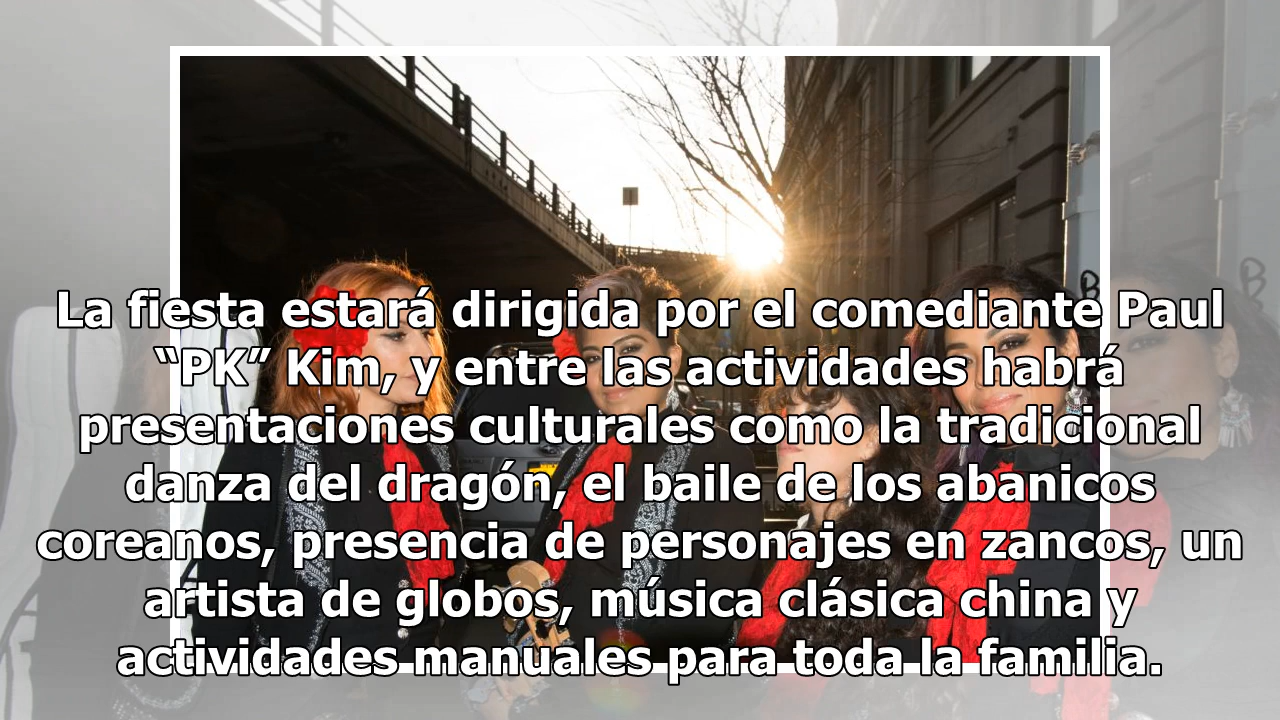 La fiesta estará dirigida por el comediante Paul
“PK” Kim, y entre las actividades habrá
presentaciones culturales como la tradicional
danza del dragón, el baile de los abanicos
coreanos, presencia de personajes en zancos, un
artista de globos, música clásica china y
actividades manuales para toda la familia.